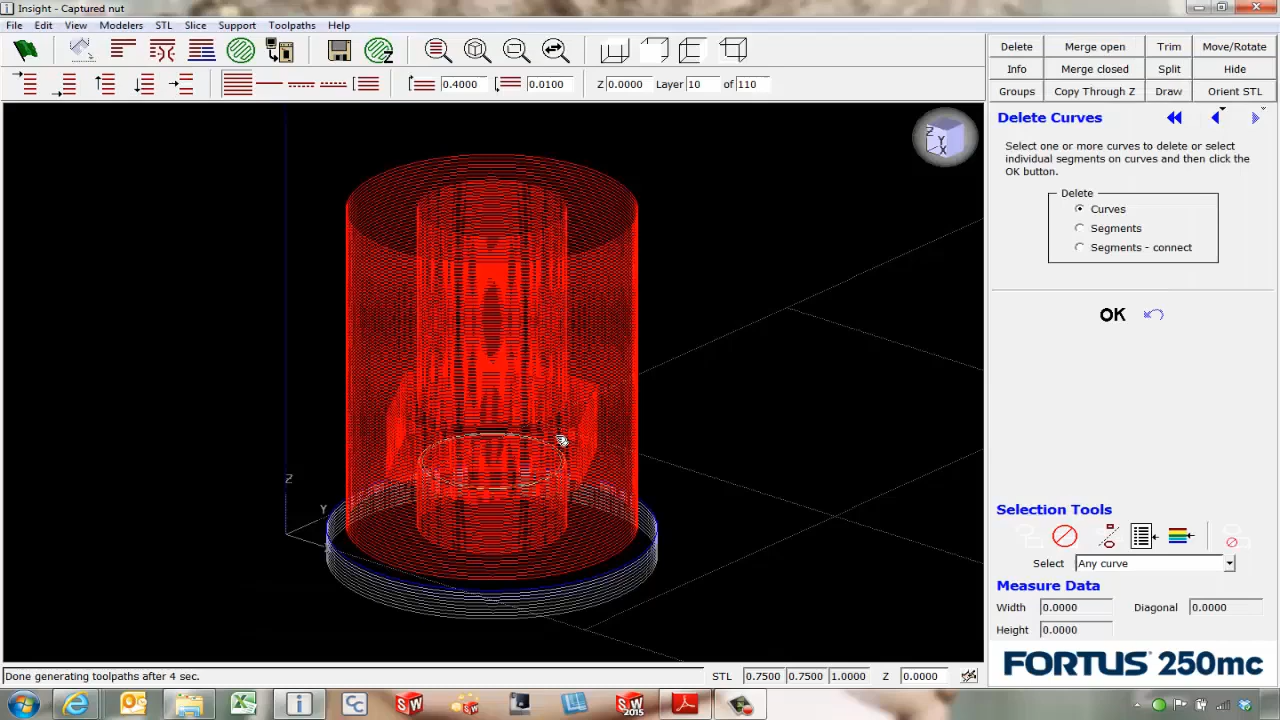 Insight - Captured nut
File Edit View Modelers STL Slice Support Toolpaths Help
0.4000 0.0100 Z 0.0000 Layer 10 of 110
Delete Merge open Trim Move/Rotate
Info Merge closed Split Hide
Groups Copy Through Z Draw Orient STL
Delete Curves
Select one or more curves to delete or select
individual segments on curves and then click the
OK button.
Delete
Curves
Segments
Segments - connect
OK
Z
Y
X
Z
Y
Selection Tools
Select Any curve
Measure Data
Width 0.0000 Diagonal 0.0000
Height 0.0000
FORTUS 250mc
Done generating toolpaths after 4 sec.
STL 0.7500 0.7500 1.0000 Z 0.0000
SW
SW
2015